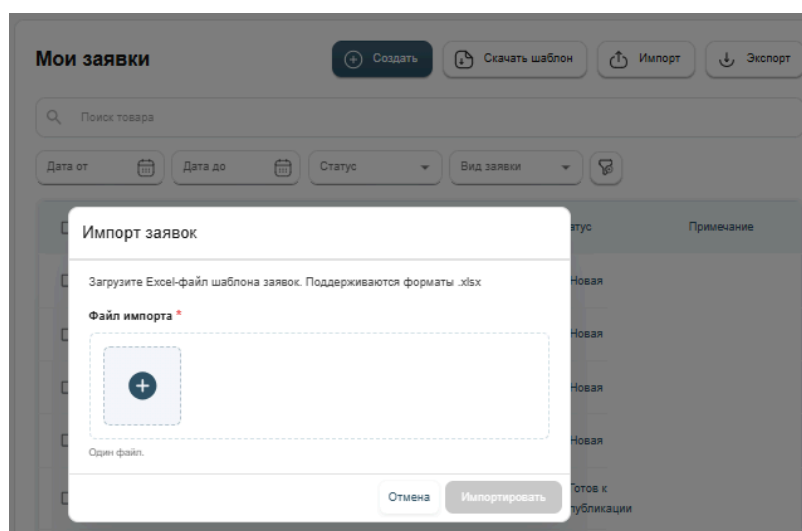 Мои заявки
Создать
Скачать шаблон
Импорт
Экспорт
Поиск товара
Дата от
Дата до
Статус
Вид заявки
Примечание
Импорт заявок
Загрузите Excel-файл шаблона заявок. Поддерживаются форматы .xlsx
Файл импорта *
Один файл.
Отмена
Импортировать
атус
Новая
Новая
Новая
Новая
Готов к
публикации